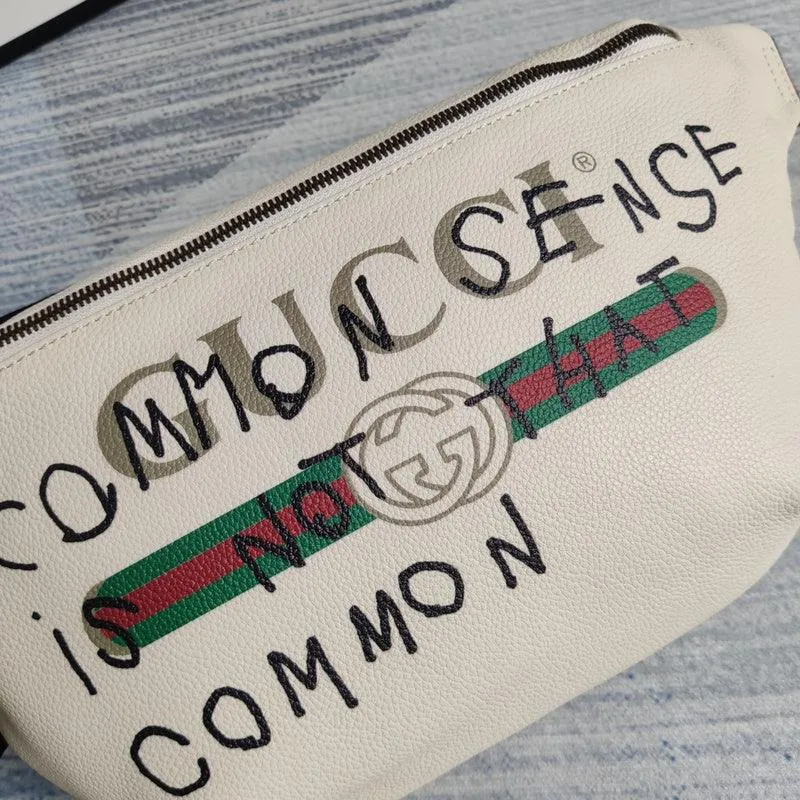 GUCCI®
COMMON SENSE
iS NOT THAT
COMMON